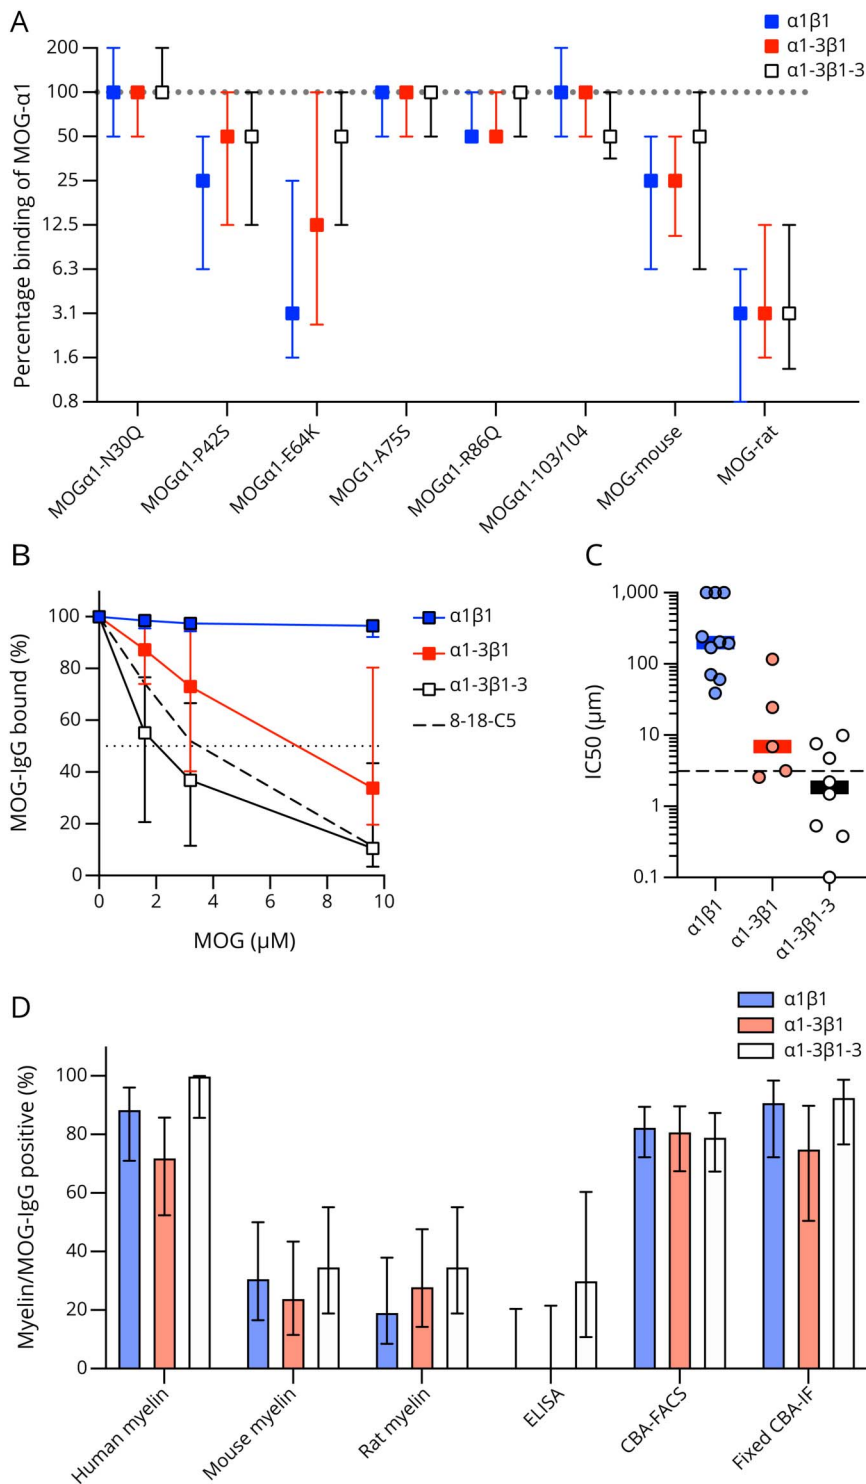 A
α1β1
α1-3β1
α1-3β1-3
Percentage binding of MOG-α1
200
100
50
25
12.5
6.3
3.1
1.6
0.8
MOGα1-N30Q
MOGα1-P42S
MOGα1-E64K
MOG1-A75S
MOGα1-R86Q
MOGα1-103/104
MOG-mouse
MOG-rat
B
MOG-IgG bound (%)
100
80
60
40
20
0
0 2 4 6 8 10
MOG (μM)
α1β1
α1-3β1
α1-3β1-3
8-18-C5
C
IC50 (μm)
1,000
100
10
1
0.1
α1β1
α1-3β1
α1-3β1-3
D
α1β1
α1-3β1
α1-3β1-3
Myelin/MOG-IgG positive (%)
100
80
60
40
20
0
Human myelin
Mouse myelin
Rat myelin
ELISA
CBA-FACS
Fixed CBA-IF